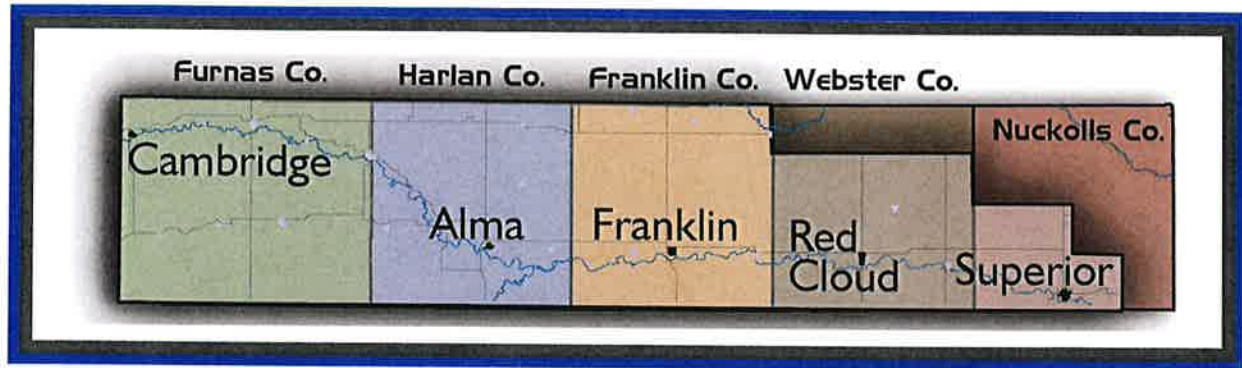 Furnas Co.
Harlan Co.
Franklin Co.
Webster Co.
Nuckolls Co.
Cambridge
Alma
Franklin
Red
Cloud
Superior